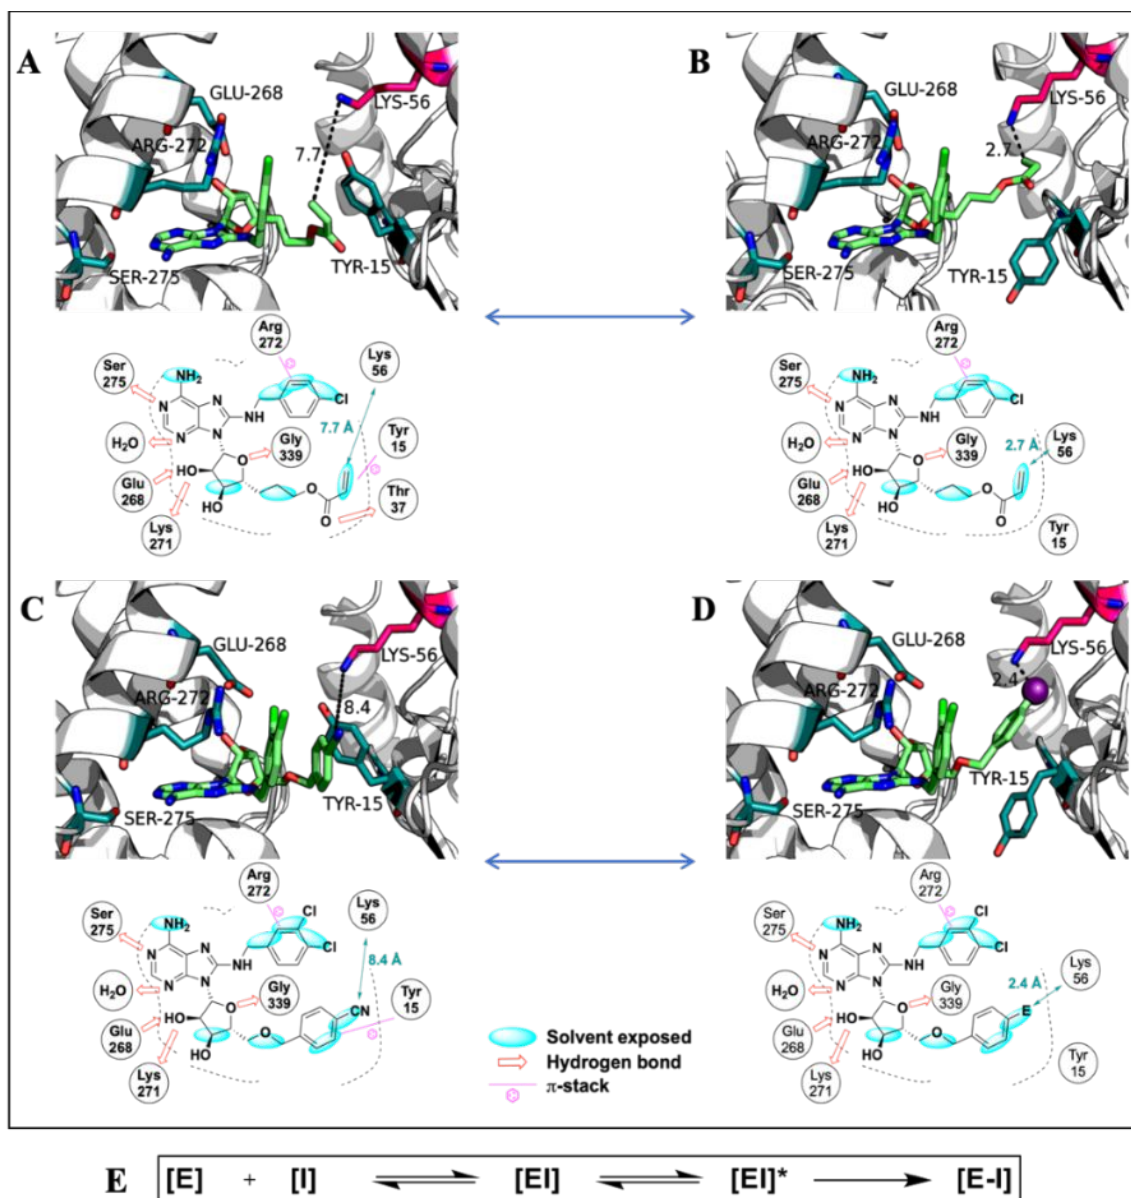 A
GLU-268
LYS-56
ARG-272
7.7
SER-275
TYR-15
B
GLU-268
LYS-56
ARG-272
2.7
SER-275
TYR-15
Arg
272
Lys
56
Ser
275
NH2
N
N
N
N
NH
Cl
7.7 Å
H2O
O
Gly
339
Tyr
15
HO
Glu
268
HO
O
O
Thr
37
Lys
271
Arg
272
Ser
275
NH2
N
N
N
N
NH
Cl
H2O
O
Gly
339
2.7 Å
Lys
56
HO
Glu
268
HO
O
O
Lys
271
Tyr
15
C
GLU-268
LYS-56
ARG-272
8.4
SER-275
TYR-15
D
GLU-268
LYS-56
2.4
ARG-272
TYR-15
SER-275
Arg
272
Cl
Lys
56
Ser
275
NH2
N
N
N
N
NH
Cl
8.4 Å
H2O
O
Gly
339
CN
Tyr
15
HO
Glu
268
HO
O
Lys
271
Arg
272
Cl
Ser
275
NH2
N
N
N
N
NH
Cl
Lys
56
2.4 Å
H2O
O
Gly
339
E
HO
Glu
268
HO
O
Lys
271
Tyr
15
Solvent exposed
Hydrogen bond
π-stack
E [E] + [I] [EI] [EI]* [E-I]